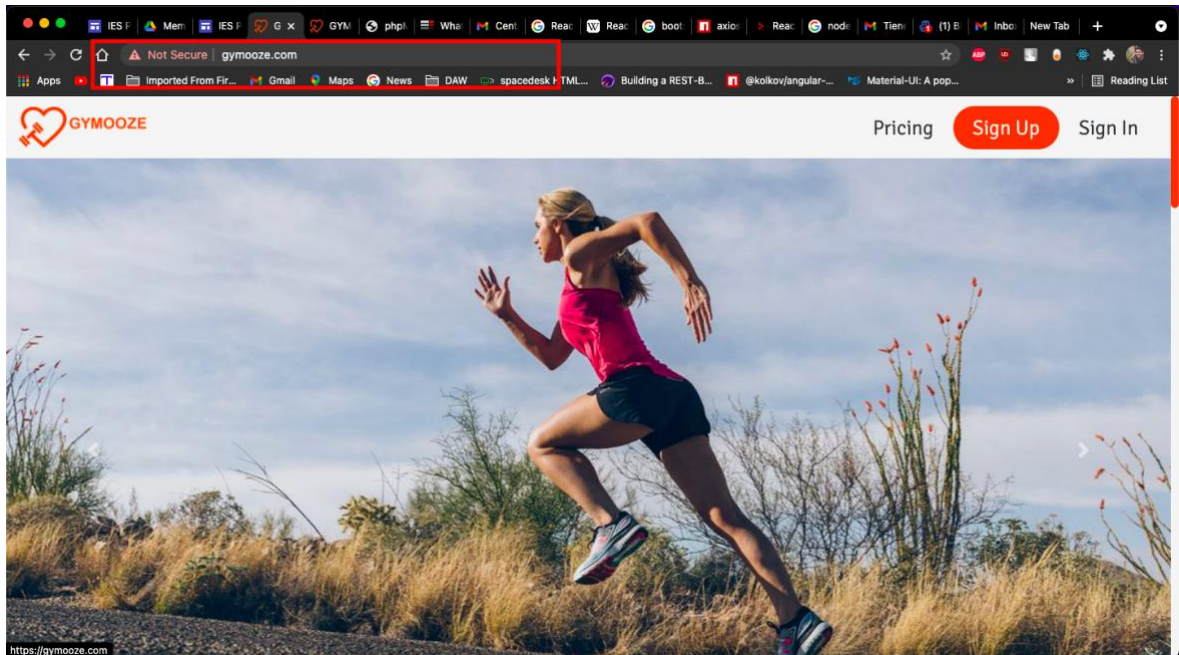 IES F Mem IES F G GYM phpM What Cent Reac Reac boot axios Reac node Tien (1) B Inbo New Tab
Not Secure gymooze.com
Apps Imported From Fir... Gmail Maps News DAW spacedesk HTML... Building a REST-B... @kolkov/angular-... Material-UI: A pop... » Reading List
GYMOOZE Pricing Sign Up Sign In
https://gymooze.com